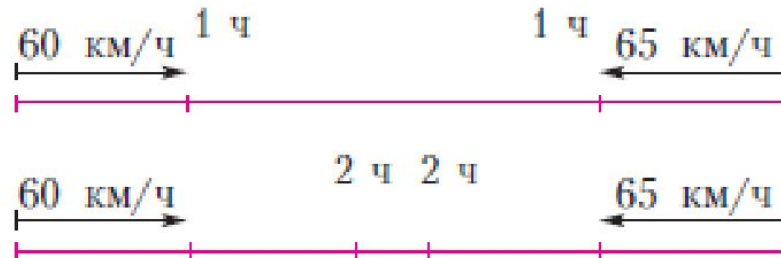 60 км/ч 1 ч 1 ч 65 км/ч
60 км/ч 2 ч 2 ч 65 км/ч